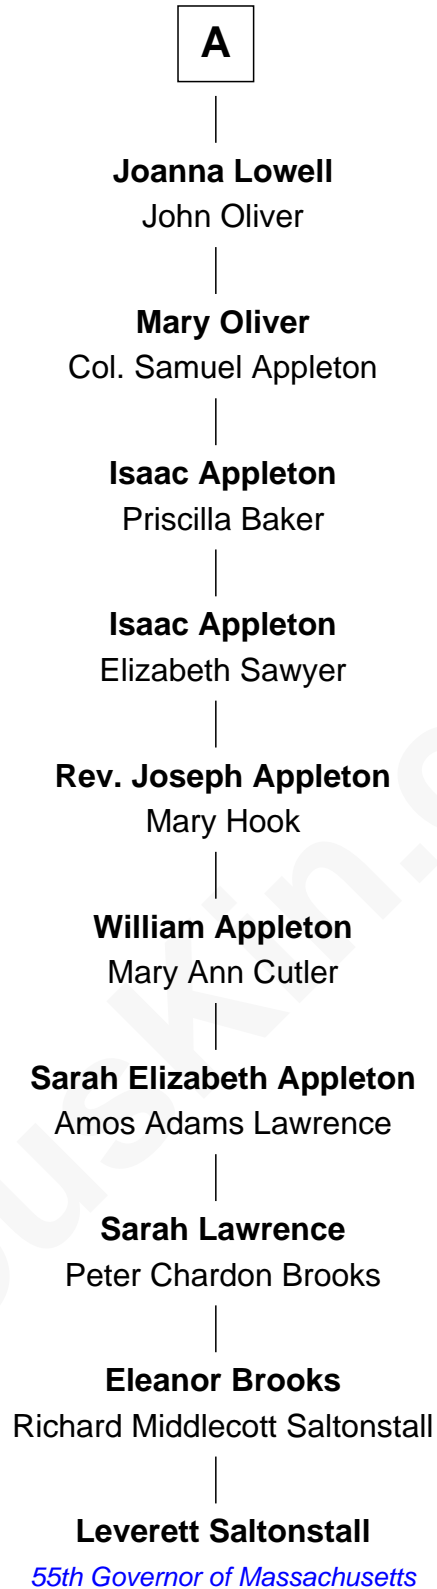 A
Joanna Lowell
John Oliver
Mary Oliver
Col. Samuel Appleton
Isaac Appleton
Priscilla Baker
Isaac Appleton
Elizabeth Sawyer
Rev. Joseph Appleton
Mary Hook
William Appleton
Mary Ann Cutler
Sarah Elizabeth Appleton
Amos Adams Lawrence
Sarah Lawrence
Peter Chardon Brooks
Eleanor Brooks
Richard Middlecott Saltonstall
Leverett Saltonstall
55th Governor of Massachusetts